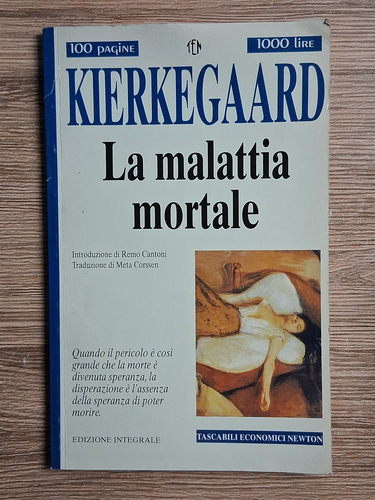 100 PAGINE
TEN
1000 LIRE
KIERKEGAARD
La malattia
mortale
Introduzione di Remo Cantoni
Traduzione di Meta Corssen
Quando il pericolo è così
grande che la morte è
divenuta speranza, la
disperazione è l'assenza
della speranza di poter
morire.
EDIZIONE INTEGRALE
TASCABILI ECONOMICI NEWTON